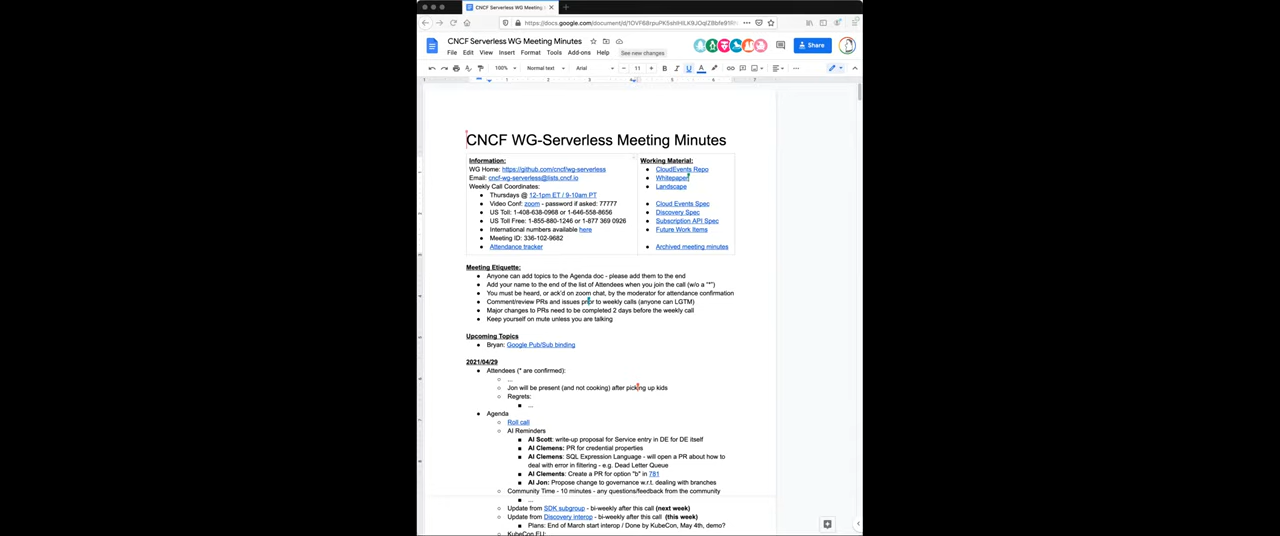 CNCF Serverless WG Meeting Minutes
CNCF Serverless WG Meeting Minutes
File Edit View Insert Format Tools Add-ons Help
See new changes
Share
100%
Normal text
Arial
11
CNCF WG-Serverless Meeting Minutes
Information:
WG Home: https://github.com/cncf/wg-serverless
Email: cncf-wg-serverless@lists.cncf.io
Weekly Call Coordinates:
Thursdays @ 12-1pm ET / 9-10am PT
Video Conf: zoom - password if asked: 77777
US Toll: 1-408-638-0968 or 1-646-558-8656
US Toll Free: 1-855-880-1246 or 1-877 369 0926
International numbers available here
Meeting ID: 336-102-9682
Attendance tracker
Working Material:
CloudEvents Repo
Whitepaper
Landscape
Cloud Events Spec
Discovery Spec
Subscription API Spec
Future Work Items
Archived meeting minutes
Meeting Etiquette:
Anyone can add topics to the Agenda doc - please add them to the end
Add your name to the end of the list of Attendees when you join the call (w/o a "*")
You must be heard, or ack'd on zoom chat, by the moderator for attendance confirmation
Comment/review PRs and issues prior to weekly calls (anyone can LGTM)
Major changes to PRs need to be completed 2 days before the weekly call
Keep yourself on mute unless you are talking
Upcoming Topics
Bryan: Google Pub/Sub binding
2021/04/29
Attendees (* are confirmed):
...
Jon will be present (and not cooking) after picking up kids
Regrets:
...
Agenda
Roll call
AI Reminders
AI Scott: write-up proposal for Service entry in DE for DE itself
AI Clemens: PR for credential properties
AI Clemens: SQL Expression Language - will open a PR about how to
deal with error in filtering - e.g. Dead Letter Queue
AI Clements: Create a PR for option "b" in 781
AI Jon: Propose change to governance w.r.t. dealing with branches
Community Time - 10 minutes - any questions/feedback from the community
...
Update from SDK subgroup - bi-weekly after this call (next week)
Update from Discovery interop - bi-weekly after this call (this week)
Plans: End of March start interop / Done by KubeCon, May 4th, demo?
KubeCon EU: